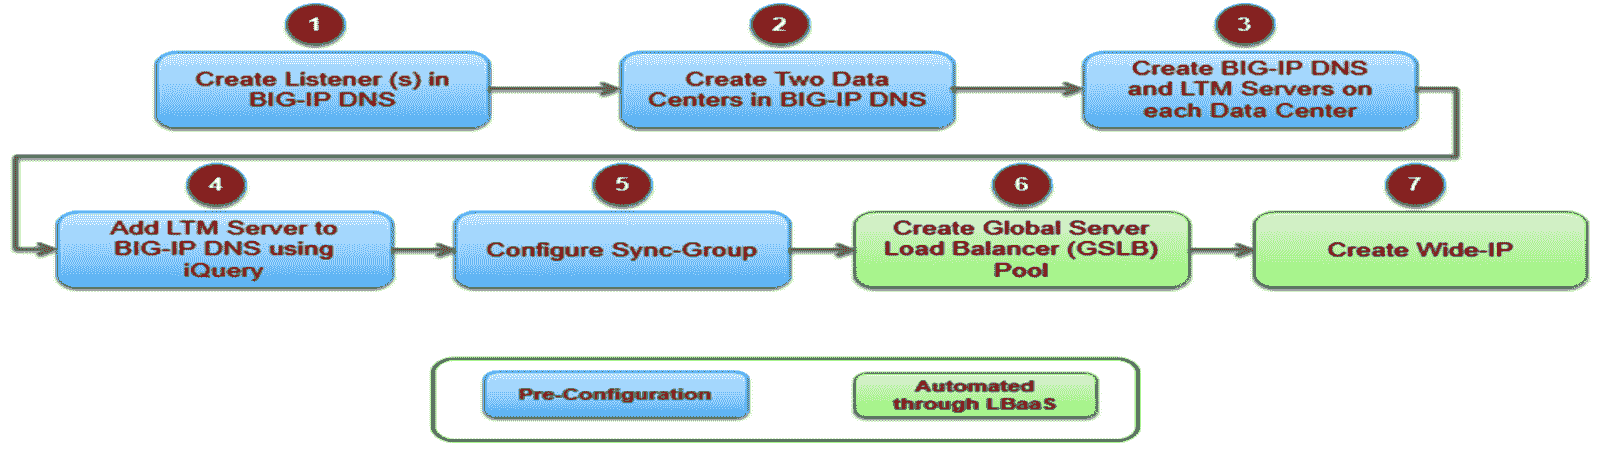 1
2
3
Create Listener (s) in
BIG-IP DNS
Create Two Data
Centers in BIG-IP DNS
Create BIG-IP DNS
and LTM Servers on
each Data Center
4
5
6
7
Add LTM Server to
BIG-IP DNS using
iQuery
Configure Sync-Group
Create Global Server
Load Balancer (GSLB)
Pool
Create Wide-IP
Pre-Configuration
Automated
through LBaaS